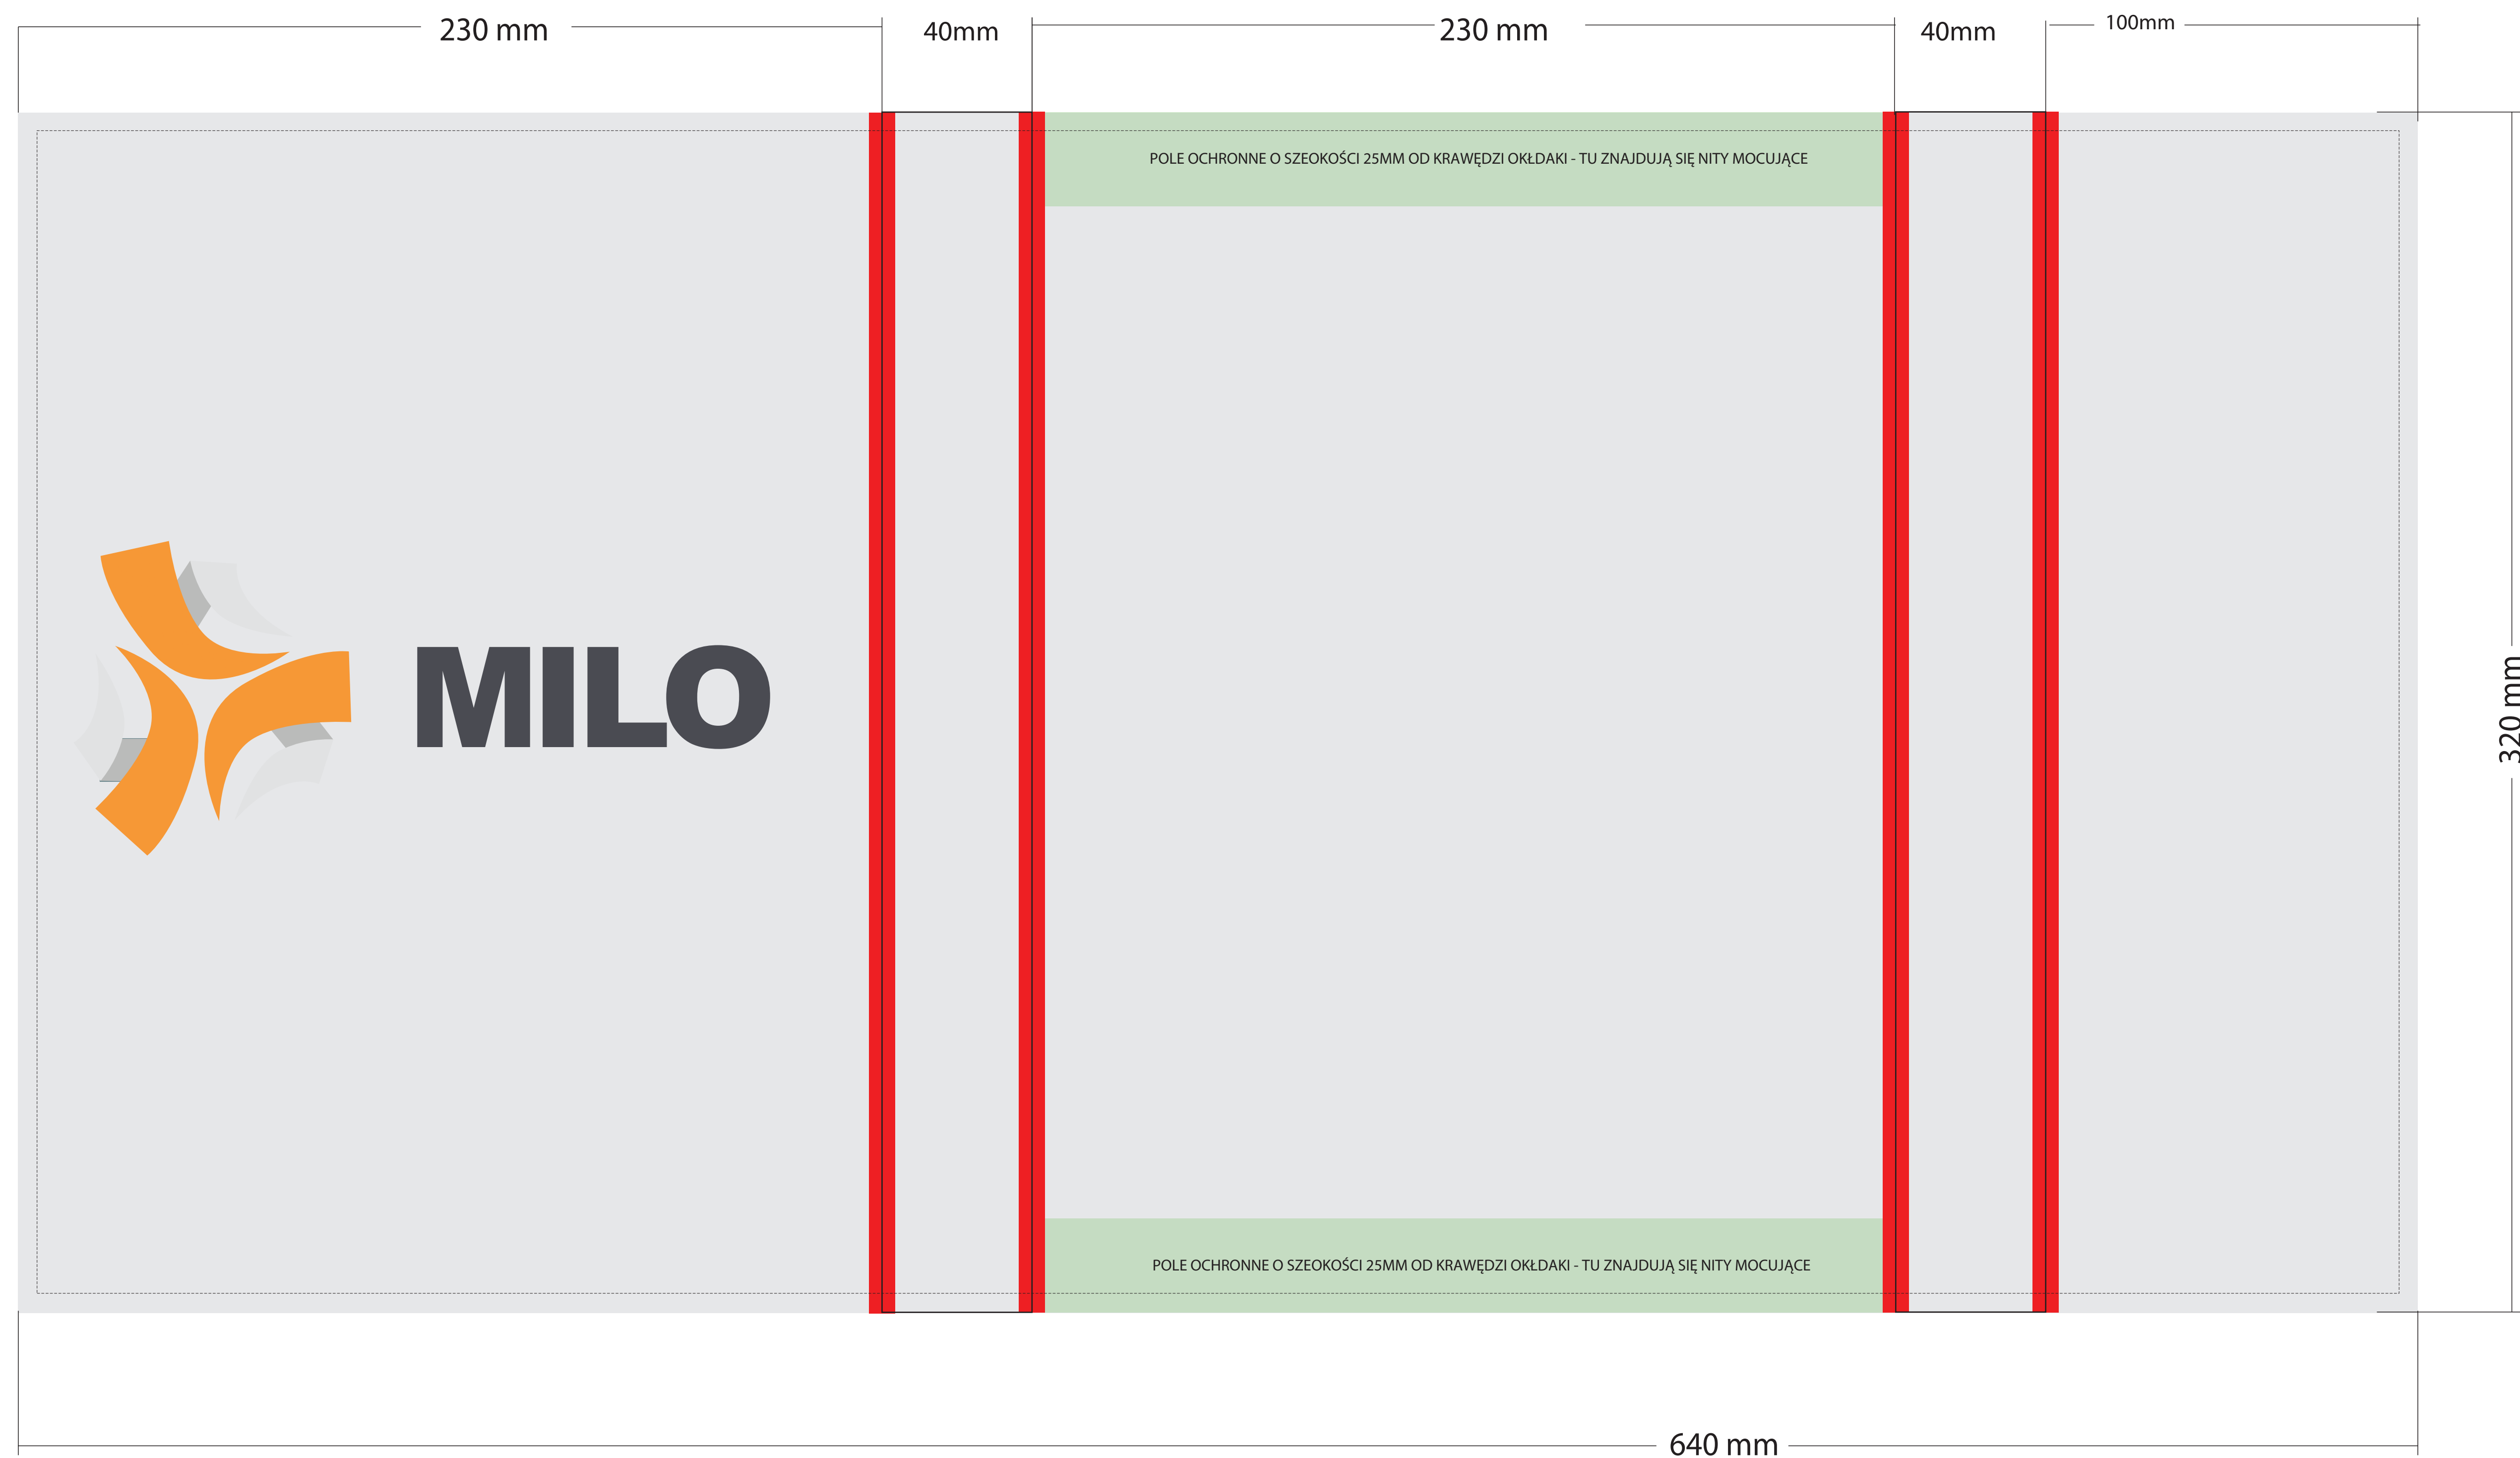 230 mm
40mm
230 mm
40mm
100mm
POLE OCHRONNE O SZEOKOŚCI 25MM OD KRAWĘDZI OKŁDAKI - TU ZNAJDUJĄ SIĘ NITY MOCUJĄCE
MILO
320 mm
POLE OCHRONNE O SZEOKOŚCI 25MM OD KRAWĘDZI OKŁDAKI - TU ZNAJDUJĄ SIĘ NITY MOCUJĄCE
640 mm